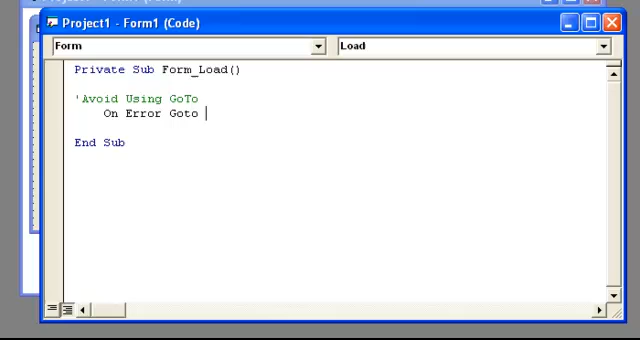 Project1 - Form1 (Code)
Form
Load
Private Sub Form_Load()
'Avoid Using GoTo
On Error Goto
End Sub